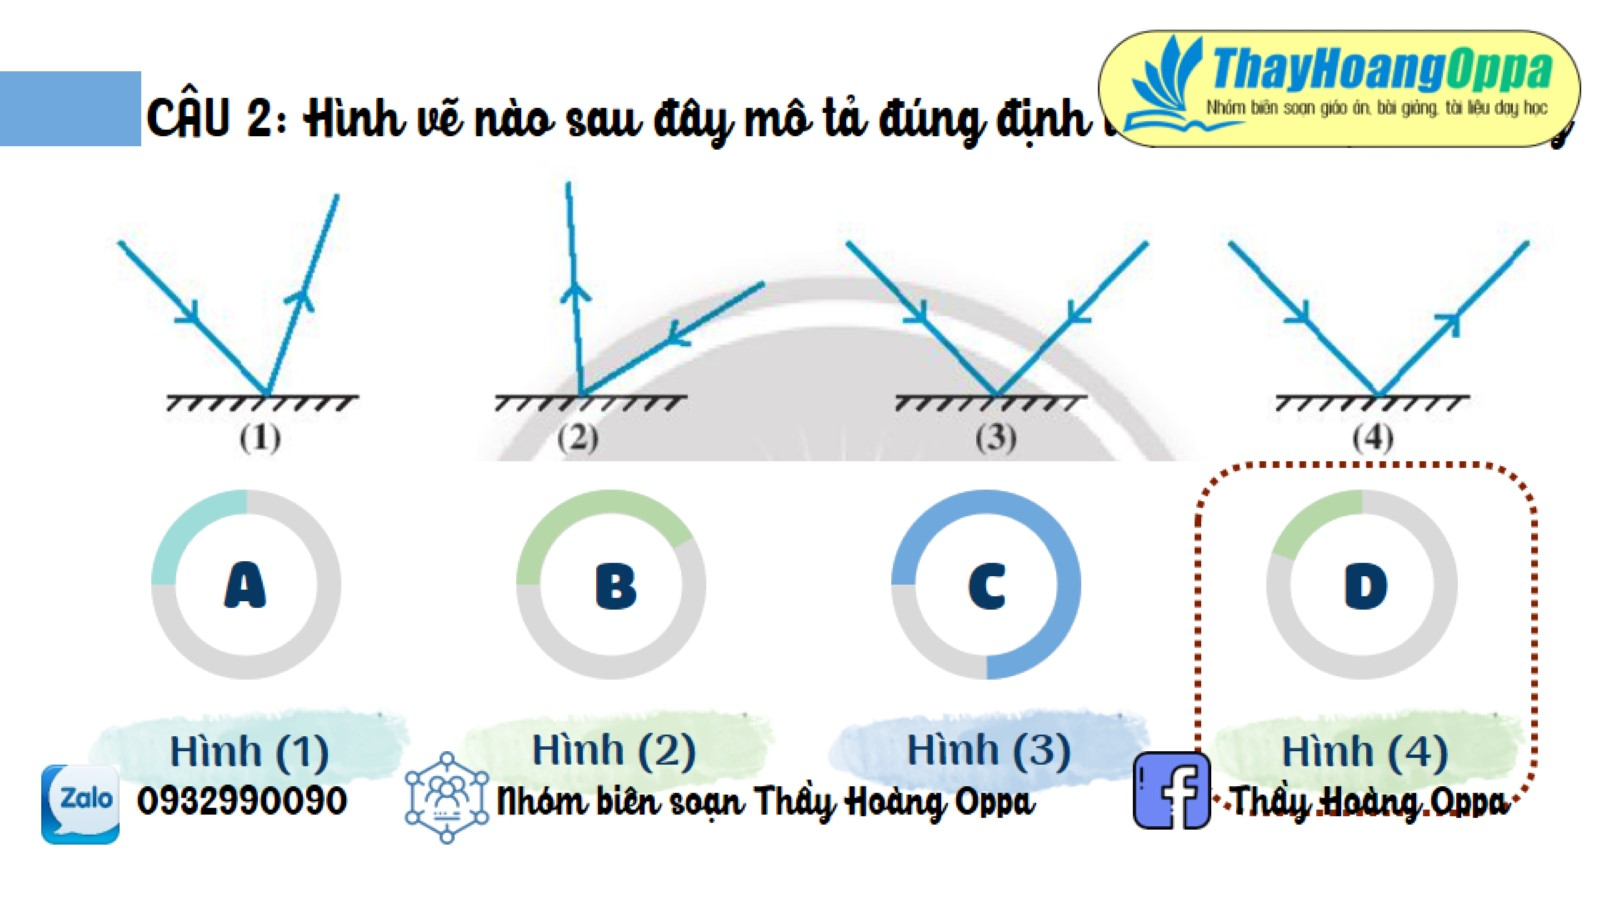 ThayHoangOppa
Nhóm biên soạn giáo án, bài giảng, tài liệu dạy học
CÂU 2: Hình vẽ nào sau đây mô tả đúng định
(1) (2) (3) (4)
A B C D
Hình (1) Hình (2) Hình (3) Hình (4)
Zalo 0932990090 Nhóm biên soạn Thầy Hoàng Oppa f Thầy Hoàng Oppa